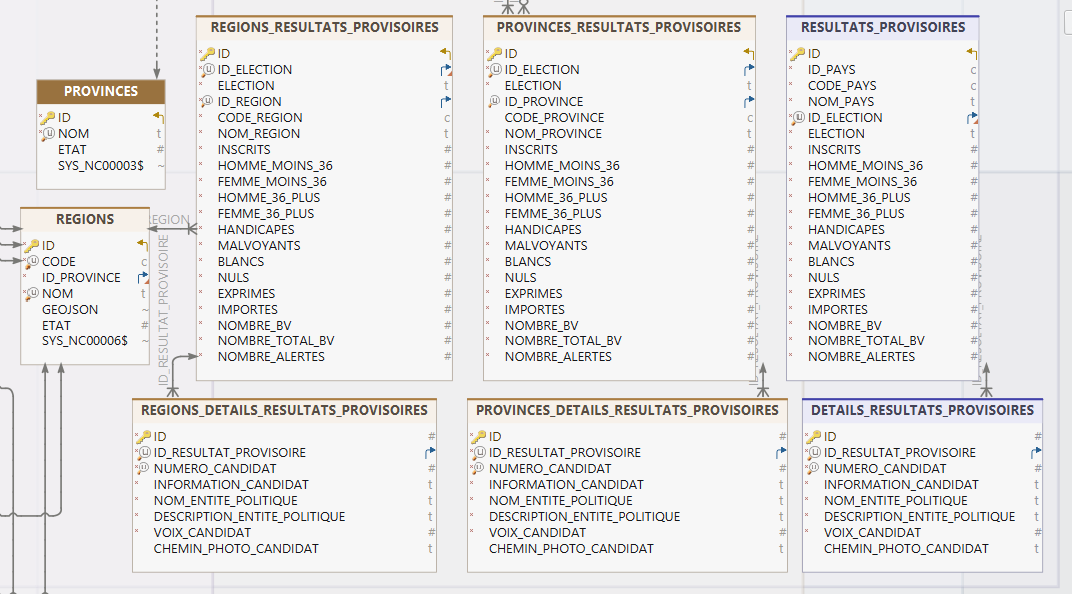 REGIONS_RESULTATS_PROVISOIRES
ID
ID_ELECTION
ELECTION t
ID_REGION
CODE_REGION c
NOM_REGION t
INSCRITS #
HOMME_MOINS_36 #
FEMME_MOINS_36 #
HOMME_36_PLUS #
FEMME_36_PLUS #
HANDICAPES #
MALVOYANTS #
BLANCS #
NULS #
EXPRIMES #
IMPORTES #
NOMBRE_BV #
NOMBRE_TOTAL_BV #
NOMBRE_ALERTES #
PROVINCES_RESULTATS_PROVISOIRES
ID
ID_ELECTION
ELECTION t
ID_PROVINCE
CODE_PROVINCE c
NOM_PROVINCE t
INSCRITS #
HOMME_MOINS_36 #
FEMME_MOINS_36 #
HOMME_36_PLUS #
FEMME_36_PLUS #
HANDICAPES #
MALVOYANTS #
BLANCS #
NULS #
EXPRIMES #
IMPORTES #
NOMBRE_BV #
NOMBRE_TOTAL_BV #
NOMBRE_ALERTES #
RESULTATS_PROVISOIRES
ID
ID_PAYS c
CODE_PAYS c
NOM_PAYS t
ID_ELECTION
ELECTION t
INSCRITS #
HOMME_MOINS_36 #
FEMME_MOINS_36 #
HOMME_36_PLUS #
FEMME_36_PLUS #
HANDICAPES #
MALVOYANTS #
BLANCS #
NULS #
EXPRIMES #
IMPORTES #
NOMBRE_BV #
NOMBRE_TOTAL_BV #
NOMBRE_ALERTES #
PROVINCES
ID
NOM t
ETAT #
SYS_NC00003$ ~
REGIONS
ID
CODE c
ID_PROVINCE
NOM t
GEOJSON ~
ETAT #
SYS_NC00006$ ~
REGION
ID_RESULTAT_PROVISOIRE
REGIONS_DETAILS_RESULTATS_PROVISOIRES
ID #
ID_RESULTAT_PROVISOIRE
NUMERO_CANDIDAT #
INFORMATION_CANDIDAT t
NOM_ENTITE_POLITIQUE t
DESCRIPTION_ENTITE_POLITIQUE t
VOIX_CANDIDAT #
CHEMIN_PHOTO_CANDIDAT t
PROVINCES_DETAILS_RESULTATS_PROVISOIRES
ID #
ID_RESULTAT_PROVISOIRE
NUMERO_CANDIDAT #
INFORMATION_CANDIDAT t
NOM_ENTITE_POLITIQUE t
DESCRIPTION_ENTITE_POLITIQUE t
VOIX_CANDIDAT #
CHEMIN_PHOTO_CANDIDAT t
DETAILS_RESULTATS_PROVISOIRES
ID #
ID_RESULTAT_PROVISOIRE
NUMERO_CANDIDAT #
INFORMATION_CANDIDAT t
NOM_ENTITE_POLITIQUE t
DESCRIPTION_ENTITE_POLITIQUE t
VOIX_CANDIDAT #
CHEMIN_PHOTO_CANDIDAT t